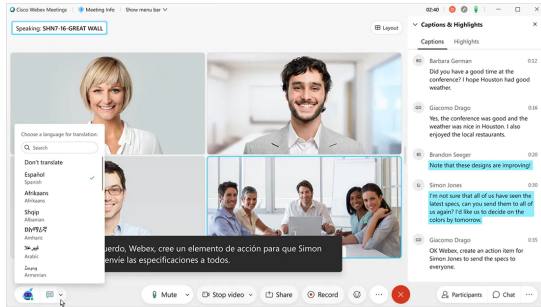 Cisco Webex Meetings
Meeting Info
Show menu bar
02:40
Speaking: SHN7-16-GREAT WALL
Layout
Choose a language for translation:
Search
Don't translate
Español
Spanish
Afrikaans
Afrikaans
Shqip
Albanian
Amharic
Arabic
Armenian
uerdo, Webex, cree un elemento de acción para que Simon
envíe las especificaciones a todos.
Mute
Stop video
Share
Record
Captions & Highlights
Captions
Highlights
BG
Barbara German
0:12
Did you have a good time at the
conference? I hope Houston had good
weather.
GD
Giacomo Drago
0:16
Yes, the conference was good and the
weather was nice in Houston. I also
enjoyed the local restaurants.
BS
Brandon Seeger
0:20
Note that these designs are improving!
Simon Jones
0:30
I'm not sure that all of us have seen the
latest specs, can you send them to all of
us again? I'd like us to decide on the
colors by tomorrow.
GD
Giacomo Drago
0:35
OK Webex, create an action item for
Simon Jones to send the specs to
everyone.
Participants
Chat